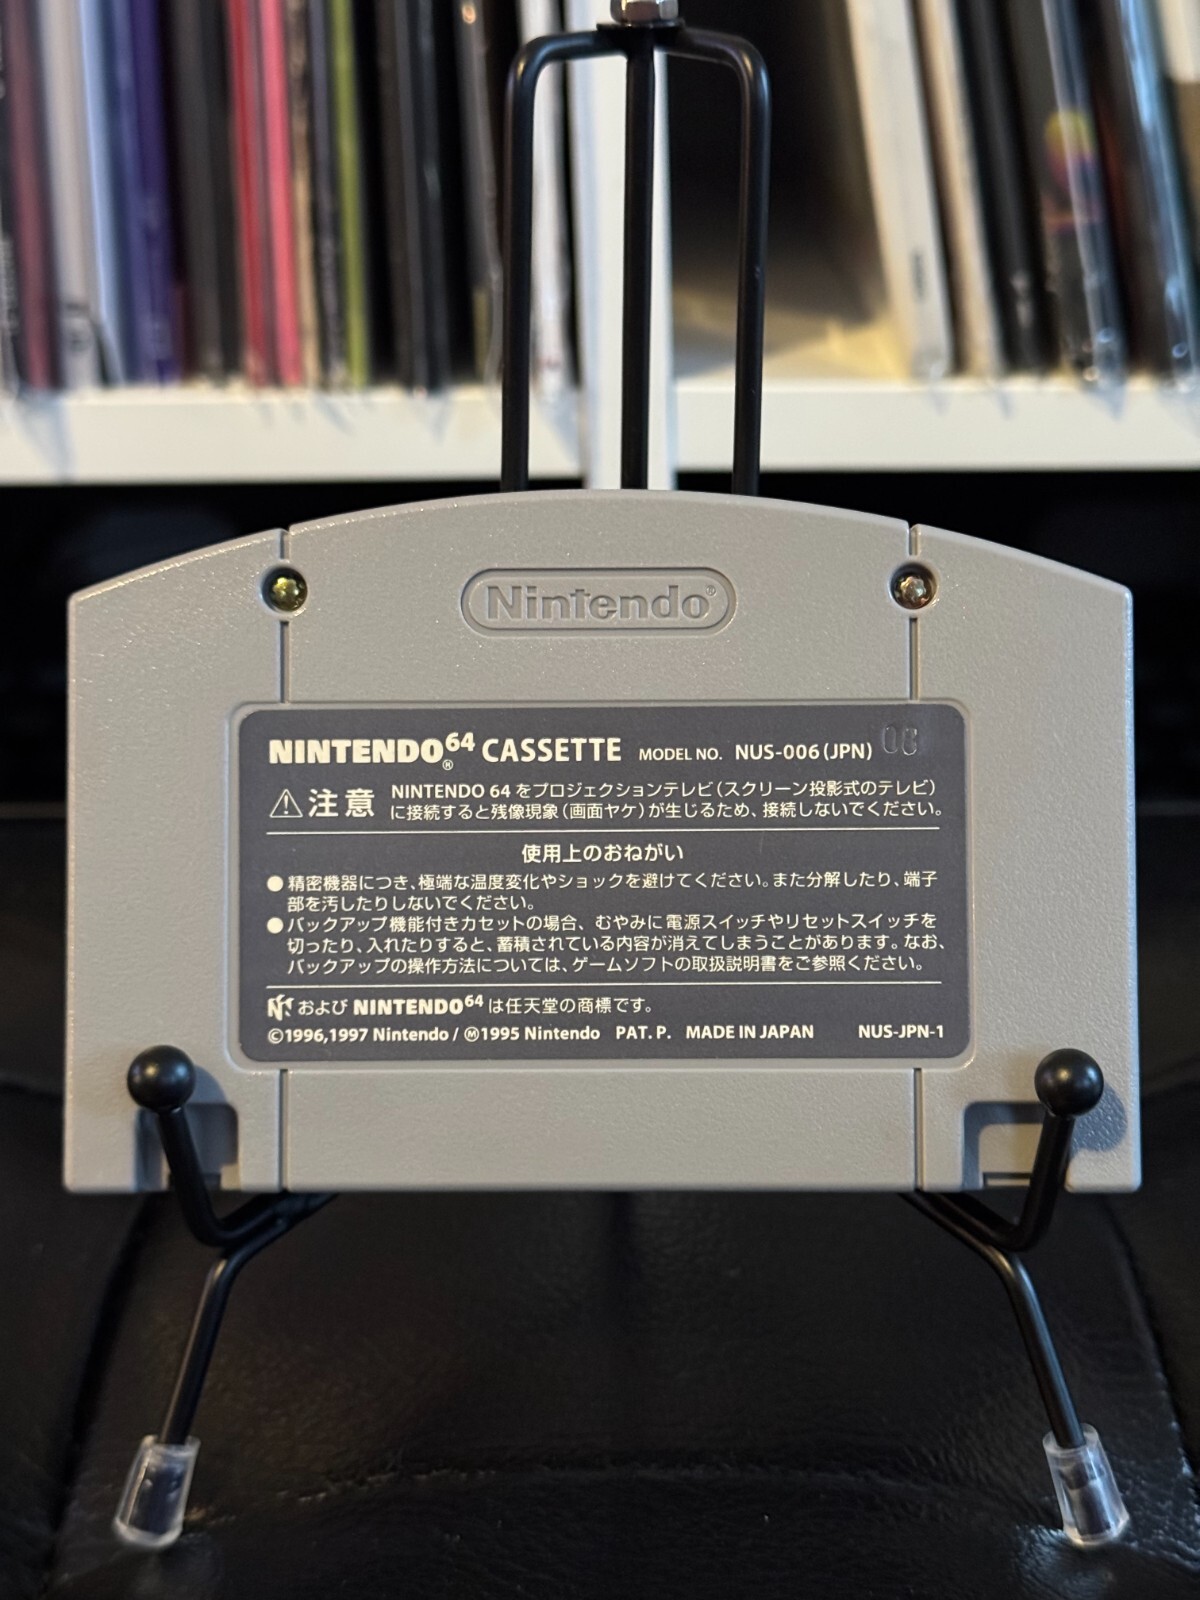 Nintendo®
NINTENDO64® CASSETTE MODEL NO. NUS-006(JPN) 08
⚠注意 NINTENDO 64 をプロジェクションテレビ(スクリーン投影式のテレビ)
に接続すると残像現象(画面ヤケ)が生じるため、接続しないでください。
使用上のおねがい
●精密機器につき、極端な温度変化やショックを避けてください。また分解したり、端子
部を汚したりしないでください。
●バックアップ機能付きカセットの場合、むやみに電源スイッチやリセットスイッチを
切ったり、入れたりすると、蓄積されている内容が消えてしまうことがあります。なお、
バックアップの操作方法については、ゲームソフトの取扱説明書をご参照ください。
および NINTENDO64 は任天堂の商標です。
©1996,1997 Nintendo / Ⓜ1995 Nintendo PAT. P. MADE IN JAPAN NUS-JPN-1